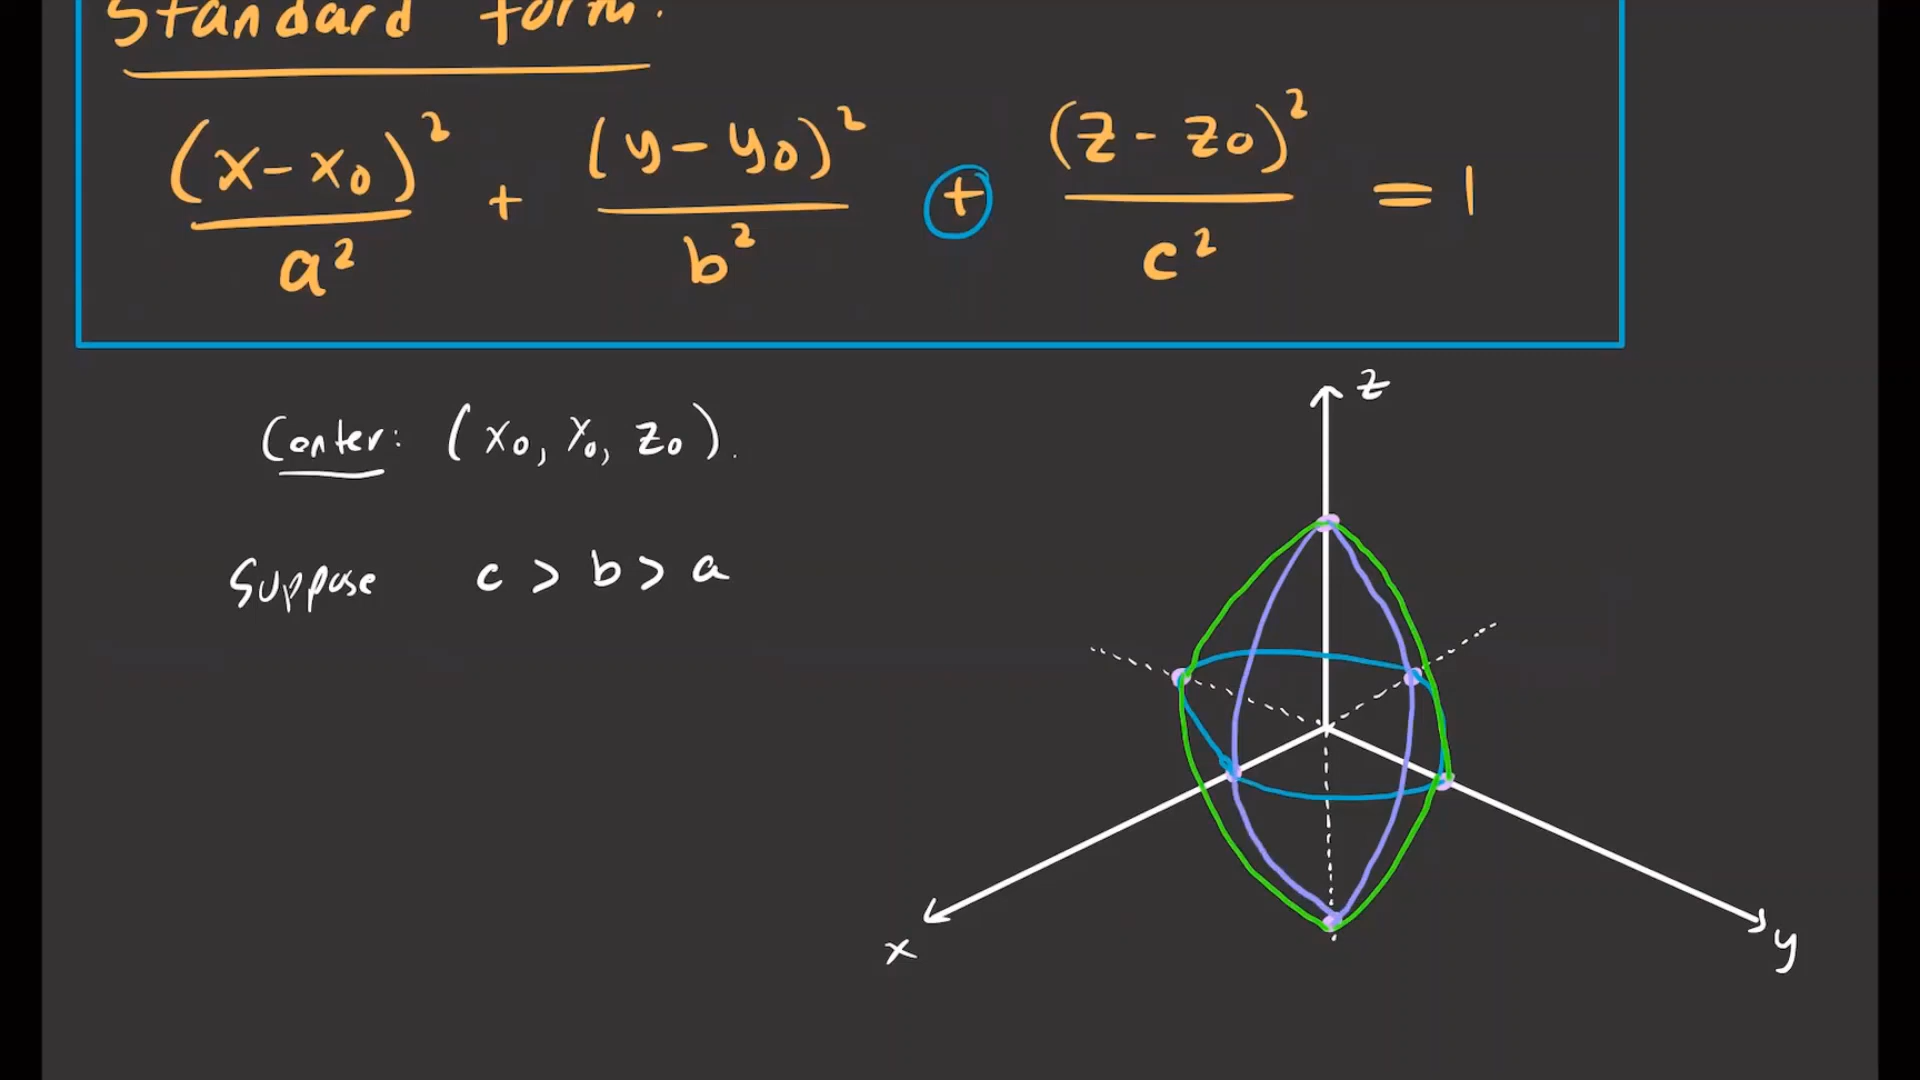 Standard form:
(x-x₀)²/a² + (y-y₀)²/b² + (z-z₀)²/c² = 1
Center: (x₀, y₀, z₀).
Suppose c > b > a
z
x
y